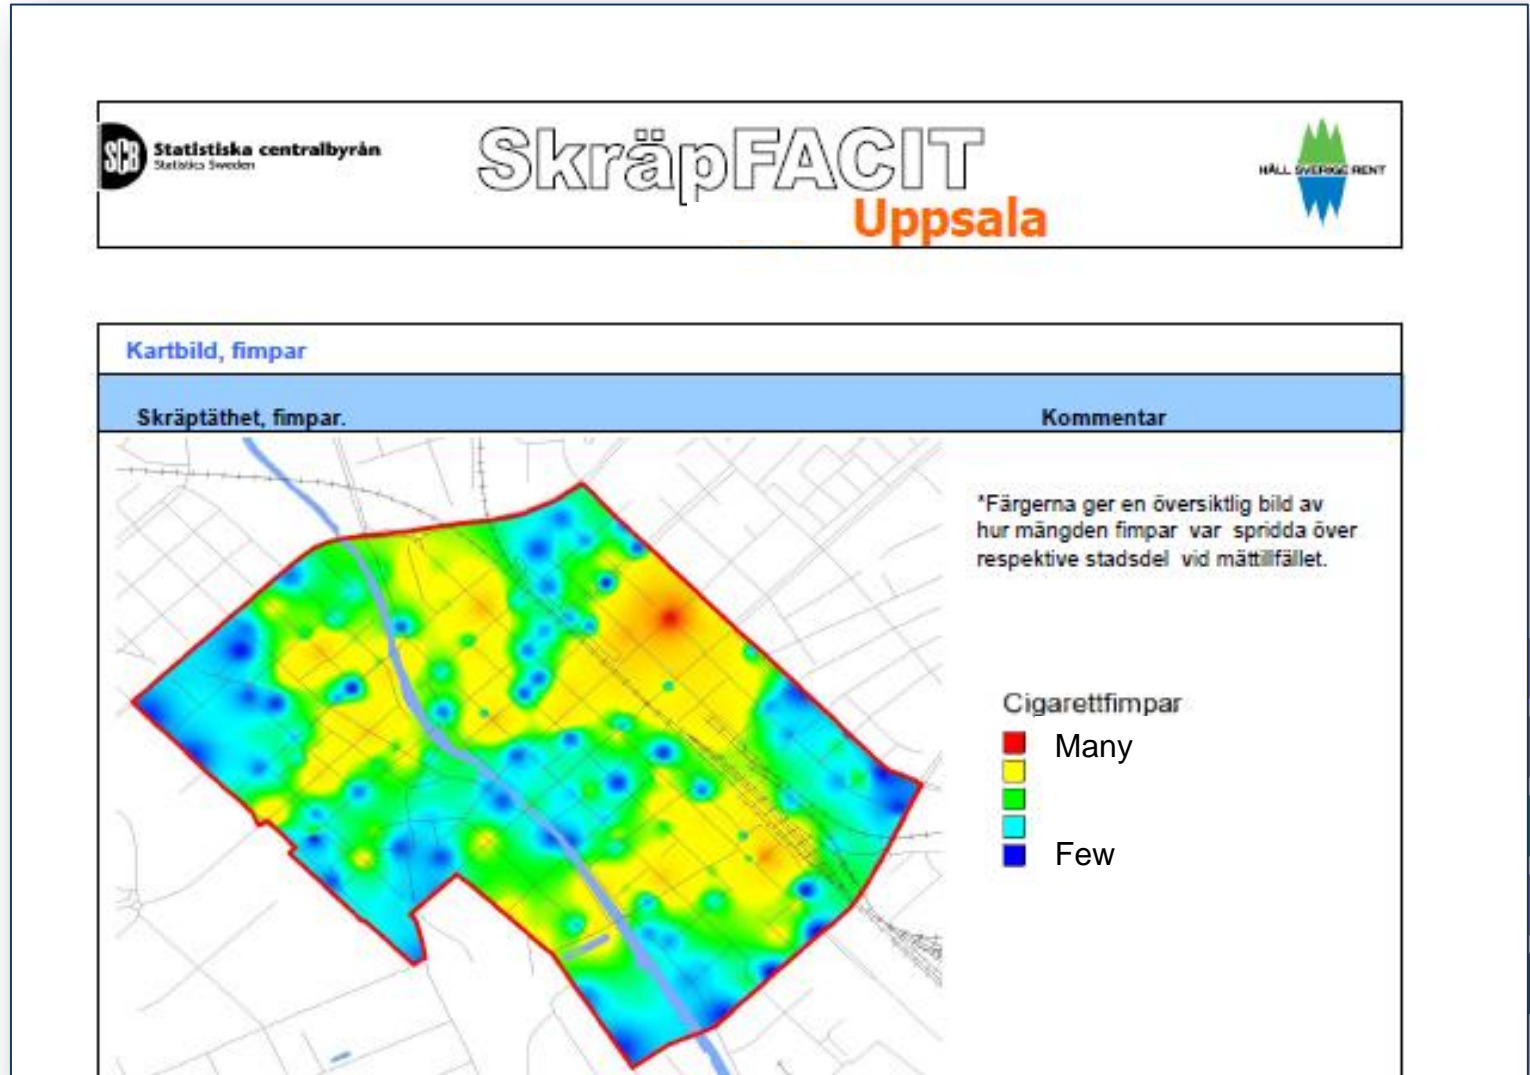 SCB
Statistiska centralbyrån
Statistics Sweden
SkräpFACIT
Uppsala
HÅLL SVERIGE RENT
Kartbild, fimpar
Skräptäthet, fimpar.
Kommentar
*Färgerna ger en översiktlig bild av
hur mängden fimpar var spridda över
respektive stadsdel vid mättillfället.
Cigarettfimpar
Many
Few